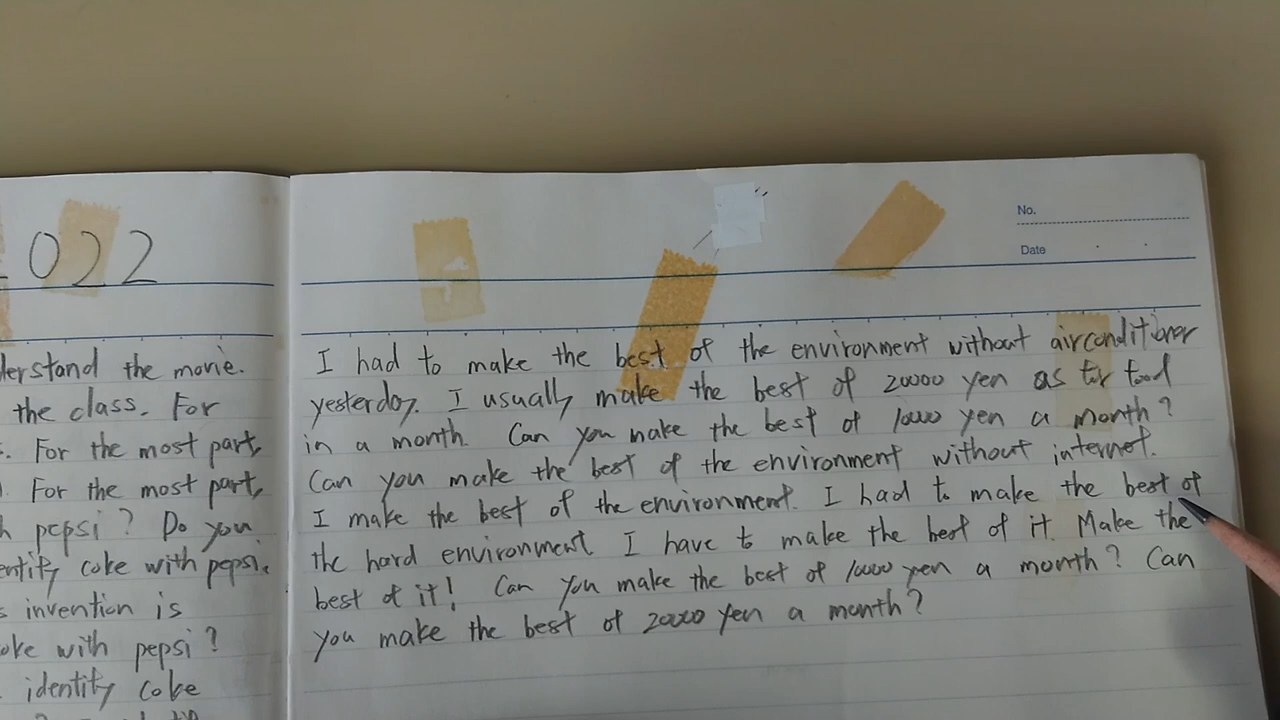 022
derstand the movie.
the class. For
. For the most part,
. For the most part,
h pepsi? Do you
entify coke with pepsi.
s invention is
oke with pepsi?
. identify coke
No.
Date
I had to make the best of the environment without airconditioner
yesterday. I usually make the best of 20000 yen as for food
in a month. Can you make the best of 1000 yen a month?
Can you make the best of the environment without internet.
I make the best of the environment. I had to make the best of
the hard environment I have to make the best of it. Make the
best of it! Can you make the best of 1000 yen a month? Can
you make the best of 20000 yen a month?